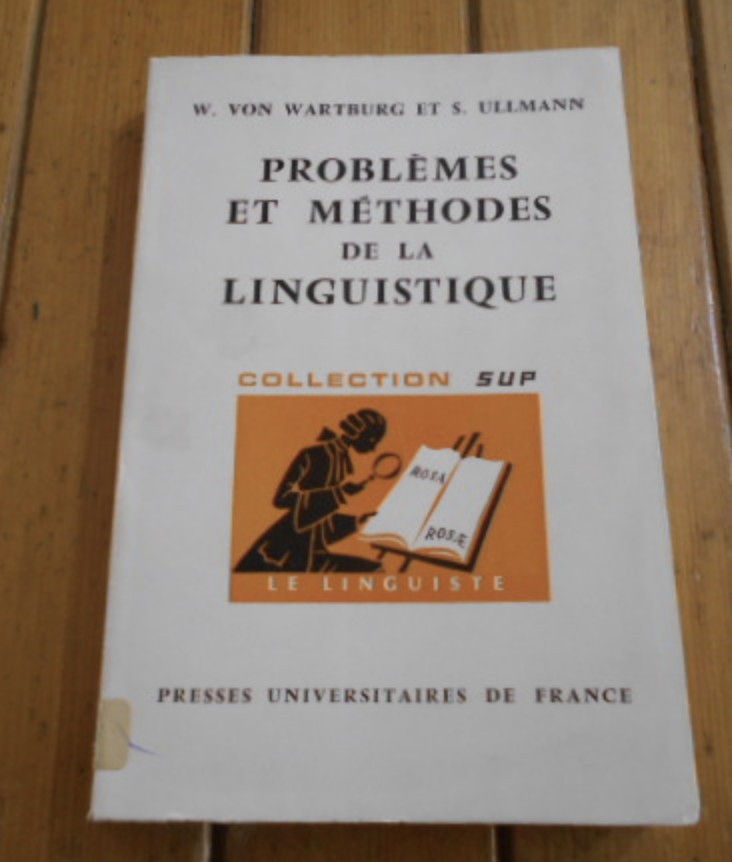 W. VON WARTBURG ET S. ULLMANN
PROBLÈMES
ET MÉTHODES
DE LA
LINGUISTIQUE
COLLECTION SUP
ROSA
ROSÆ
LE LINGUISTE
PRESSES UNIVERSITAIRES DE FRANCE